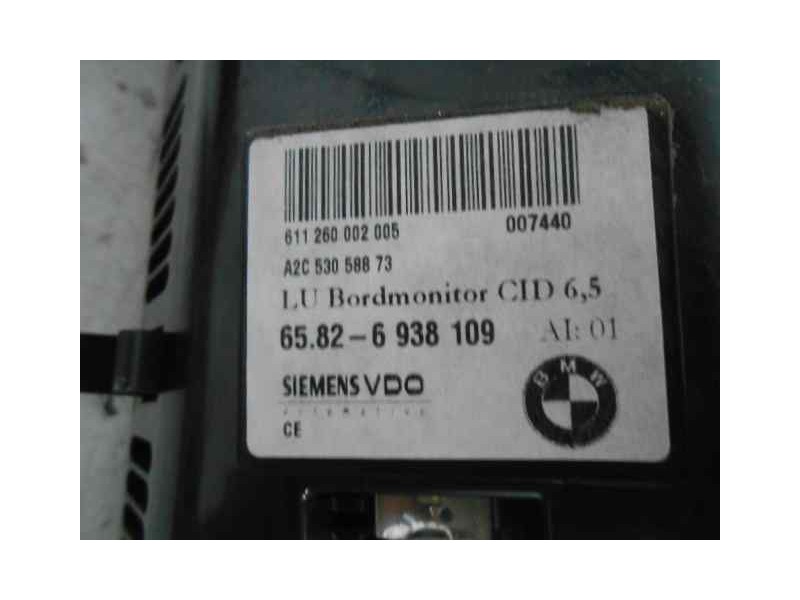 611 260 002 005 007440
A2C 530 588 73
LU Bordmonitor CID 6,5
65.82-6 938 109 AI: 01
SIEMENS VDO
Automotive
CE
BMW